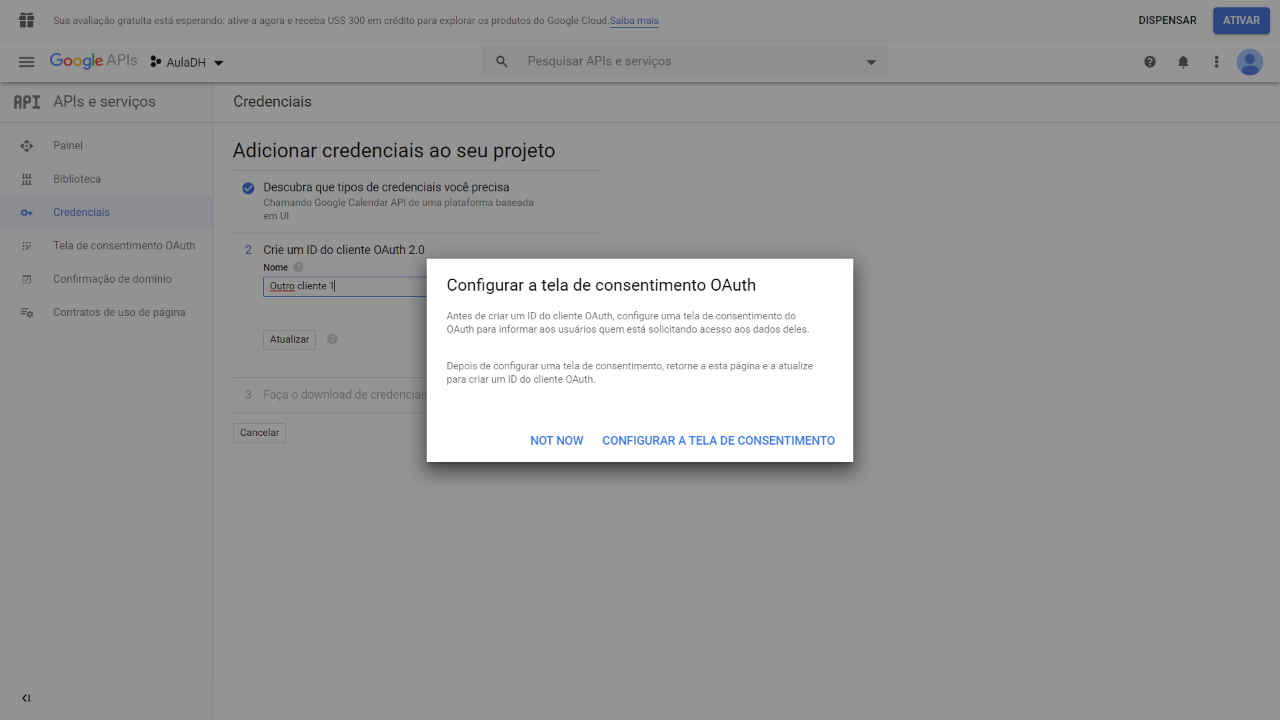 Sua avaliação gratuita está esperando: ative-a agora e receba US$ 300 em crédito para explorar os produtos do Google Cloud.Saiba mais
DISPENSAR
ATIVAR
Google APIs
AulaDH
Pesquisar APIs e serviços
API
APIs e serviços
Credenciais
Painel
Biblioteca
Credenciais
Tela de consentimento OAuth
Confirmação de domínio
Contratos de uso de página
Adicionar credenciais ao seu projeto
Descubra que tipos de credenciais você precisa
Chamando Google Calendar API de uma plataforma baseada
em UI
2 Crie um ID do cliente OAuth 2.0
Nome
Outro cliente 1
Atualizar
3 Faça o download de credenciais
Cancelar
Configurar a tela de consentimento OAuth
Antes de criar um ID do cliente OAuth, configure uma tela de consentimento do
OAuth para informar aos usuários quem está solicitando acesso aos dados deles.
Depois de configurar uma tela de consentimento, retorne a esta página e a atualize
para criar um ID do cliente OAuth.
NOT NOW
CONFIGURAR A TELA DE CONSENTIMENTO